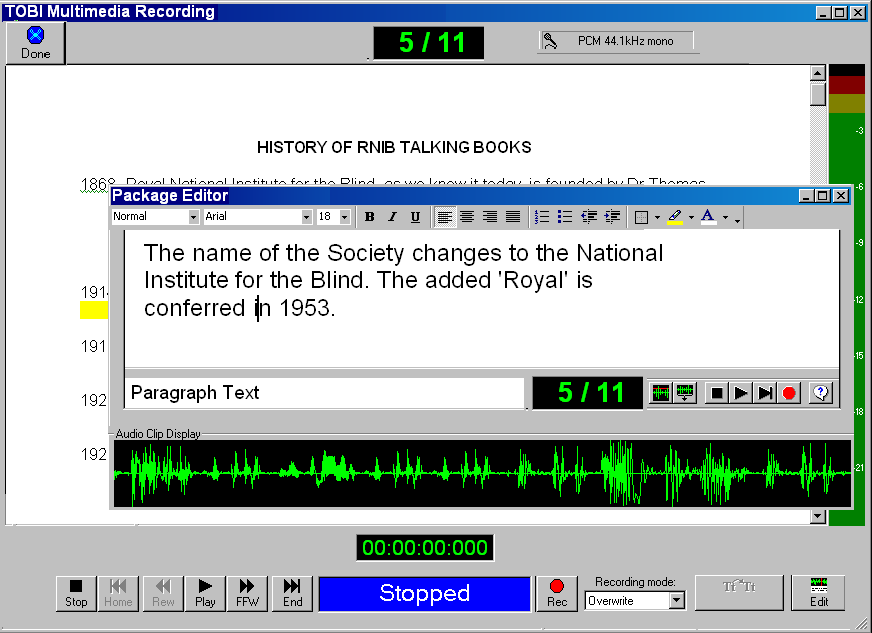 TOBI Multimedia Recording
Done
5 / 11
PCM 44.1kHz mono
HISTORY OF RNIB TALKING BOOKS
1868 Royal National Institute for the Blind, as we know it today, is founded by Dr Thomas
Package Editor
Normal Arial 18 B I U
The name of the Society changes to the National
Institute for the Blind. The added 'Royal' is
conferred in 1953.
1914
191
192
192
Paragraph Text
5 / 11
Audio Clip Display
-3
-6
-9
-12
-15
-18
-21
00:00:00:000
Stop
Home
Rew
Play
FFW
End
Stopped
Rec
Recording mode:
Overwrite
Edit